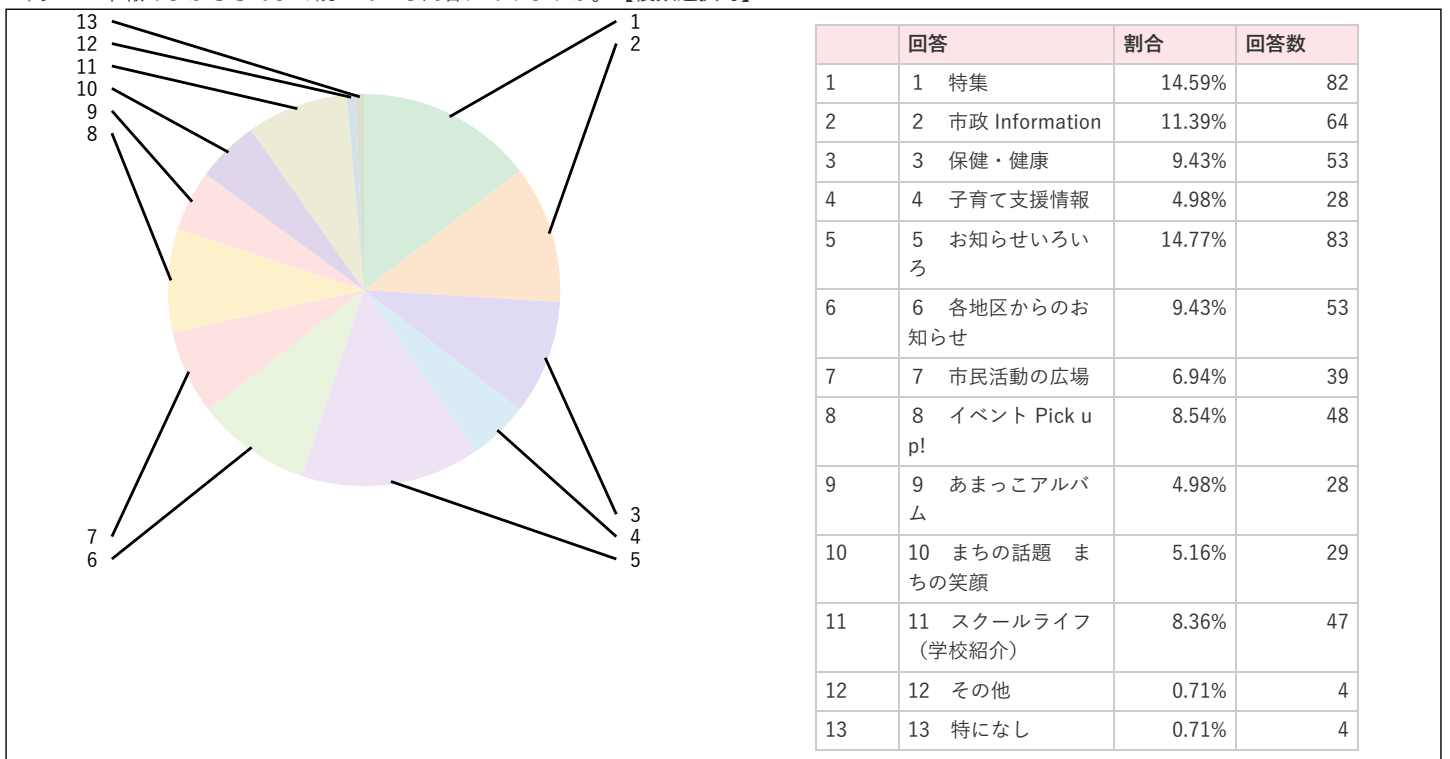 【複数選択可】
13
12
11
10
9
8
1
2
7
6
3
4
5
回答 割合 回答数
1 1 特集 14.59% 82
2 2 市政 Information 11.39% 64
3 3 保健・健康 9.43% 53
4 4 子育て支援情報 4.98% 28
5 5 お知らせいろい 14.77% 83
ろ
6 6 各地区からのお 9.43% 53
知らせ
7 7 市民活動の広場 6.94% 39
8 8 イベント Pick u 8.54% 48
p!
9 9 あまっこアルバ 4.98% 28
ム
10 10 まちの話題 ま 5.16% 29
ちの笑顔
11 11 スクールライフ 8.36% 47
(学校紹介)
12 12 その他 0.71% 4
13 13 特になし 0.71% 4